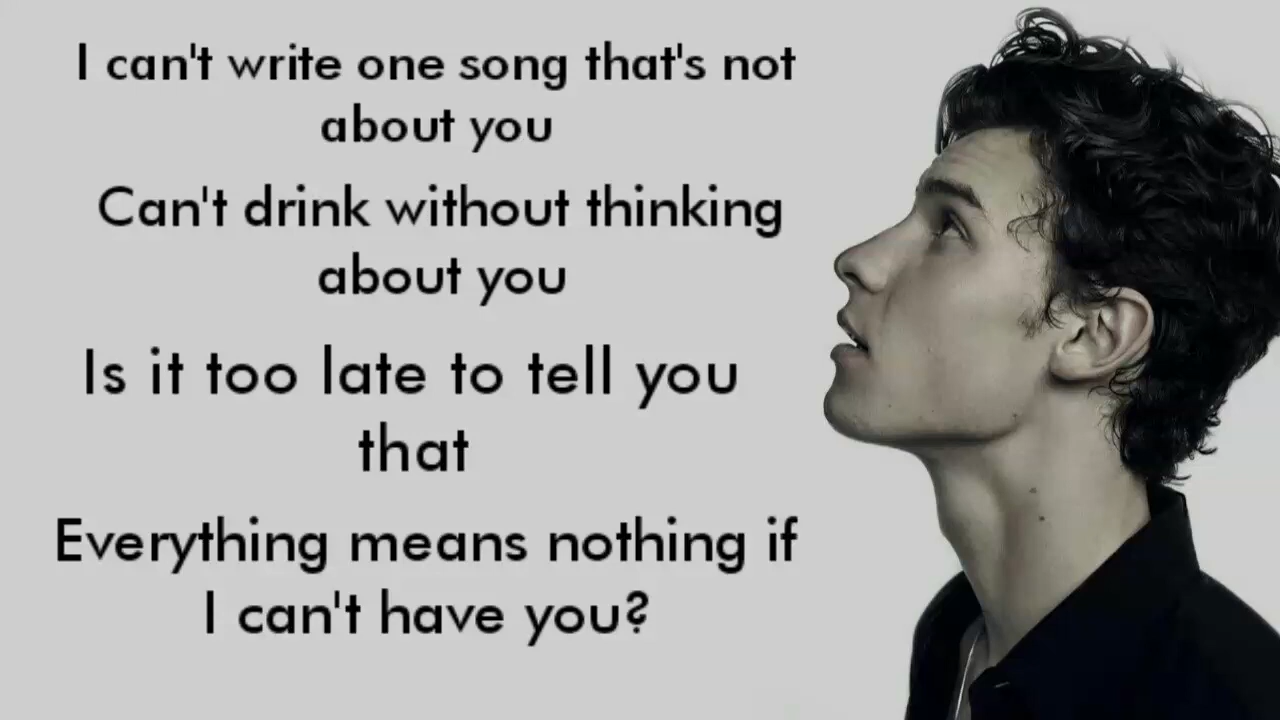 I can't write one song that's not
about you
Can't drink without thinking
about you
Is it too late to tell you
that
Everything means nothing if
I can't have you?